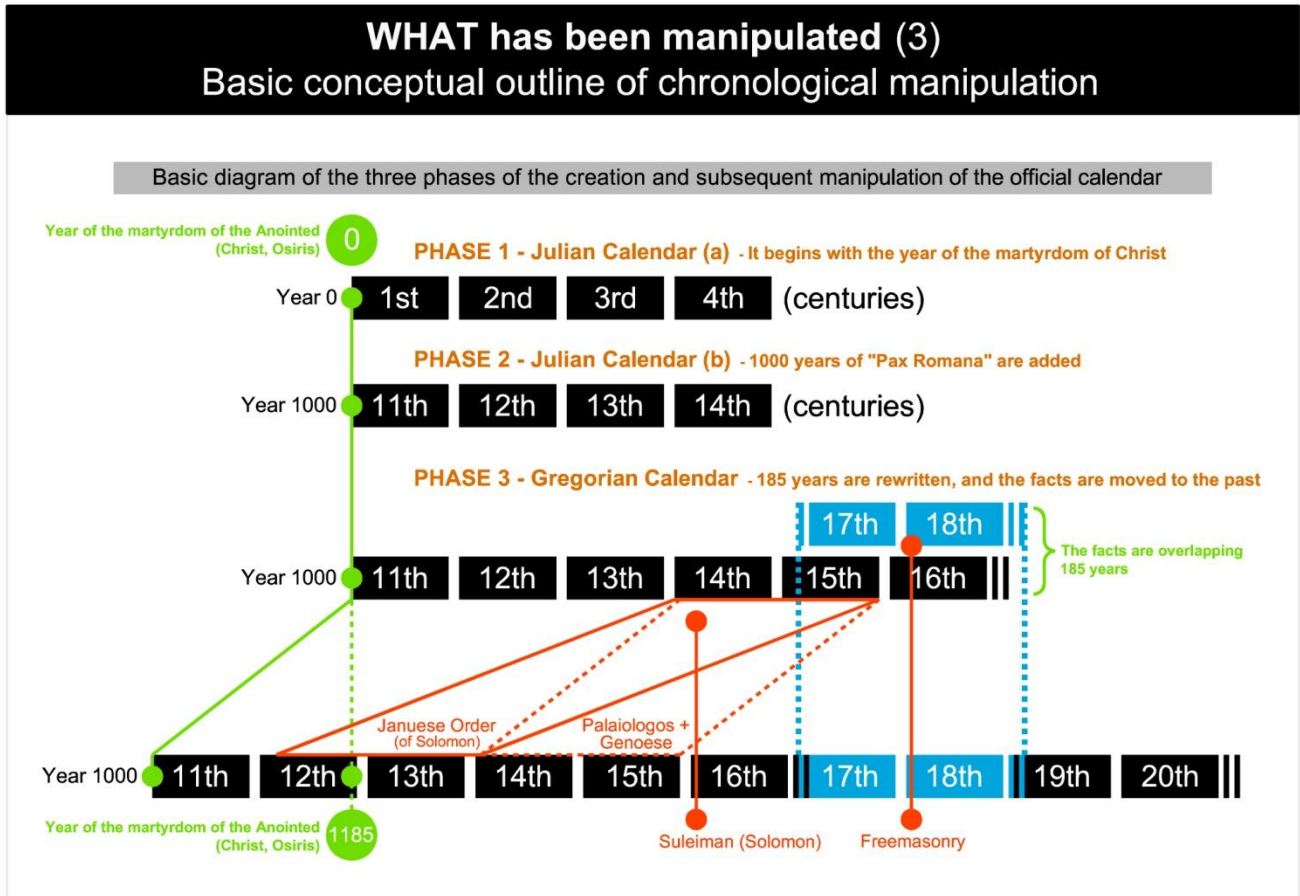 WHAT has been manipulated (3)
Basic conceptual outline of chronological manipulation
Basic diagram of the three phases of the creation and subsequent manipulation of the official calendar
Year of the martyrdom of the Anointed
(Christ, Osiris)
0
PHASE 1 - Julian Calendar (a) - It begins with the year of the martyrdom of Christ
Year 0
1st 2nd 3rd 4th (centuries)
PHASE 2 - Julian Calendar (b) - 1000 years of "Pax Romana" are added
Year 1000
11th 12th 13th 14th (centuries)
PHASE 3 - Gregorian Calendar - 185 years are rewritten, and the facts are moved to the past
17th 18th
The facts are overlapping
185 years
Year 1000
11th 12th 13th 14th 15th 16th
Januese Order
(of Solomon)
Palaiologos +
Genoese
Year 1000
11th 12th 13th 14th 15th 16th 17th 18th 19th 20th
Year of the martyrdom of the Anointed
(Christ, Osiris)
1185
Suleiman (Solomon)
Freemasonry